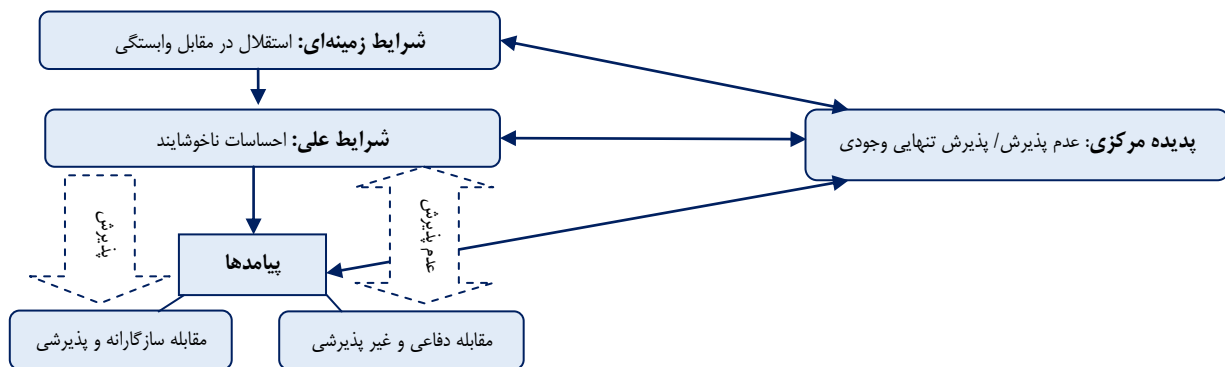 شرایط زمینه‌ای: استقلال در مقابل وابستگی
شرایط علی: احساسات ناخوشایند
پدیده مرکزی: عدم پذیرش/ پذیرش تنهایی وجودی
پذیرش
عدم پذیرش
پیامدها
مقابله دفاعی و غیر پذیرشی
مقابله سازگارانه و پذیرشی